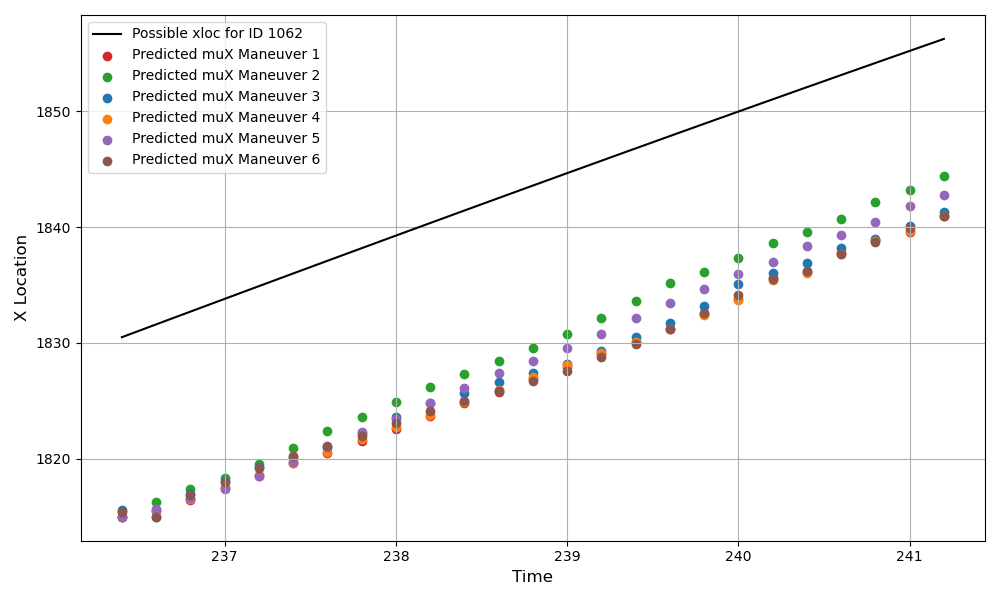 Possible xloc for ID 1062
Predicted muX Maneuver 1
Predicted muX Maneuver 2
Predicted muX Maneuver 3
Predicted muX Maneuver 4
Predicted muX Maneuver 5
Predicted muX Maneuver 6
1850
1840
1830
1820
X Location
237 238 239 240 241
Time